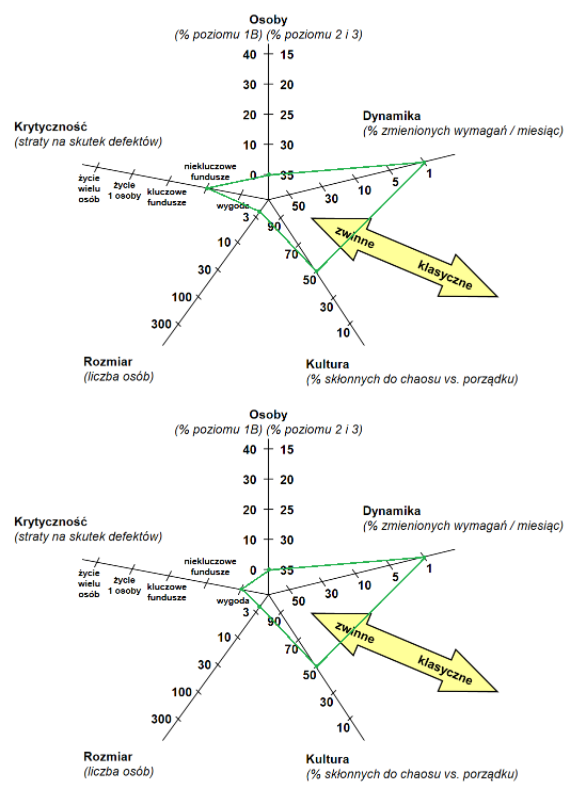 Osoby
(% poziomu 1B) (% poziomu 2 i 3)
40 15
30 20
20 25
10 30
0 35
Dynamika
(% zmienionych wymagań / miesiąc)
1
5
10
30
50
Krytyczność
(straty na skutek defektów)
niekluczowe
fundusze
życie
wielu
osób
życie
1 osoby
kluczowe
fundusze
wygoda
3
10
30
100
300
90
70
50
30
10
zwinne
klasyczne
Rozmiar
(liczba osób)
Kultura
(% skłonnych do chaosu vs. porządku)
Osoby
(% poziomu 1B) (% poziomu 2 i 3)
40 15
30 20
20 25
10 30
0 35
Dynamika
(% zmienionych wymagań / miesiąc)
1
5
10
30
50
Krytyczność
(straty na skutek defektów)
niekluczowe
fundusze
życie
wielu
osób
życie
1 osoby
kluczowe
fundusze
wygoda
3
10
30
100
300
90
70
50
30
10
zwinne
klasyczne
Rozmiar
(liczba osób)
Kultura
(% skłonnych do chaosu vs. porządku)